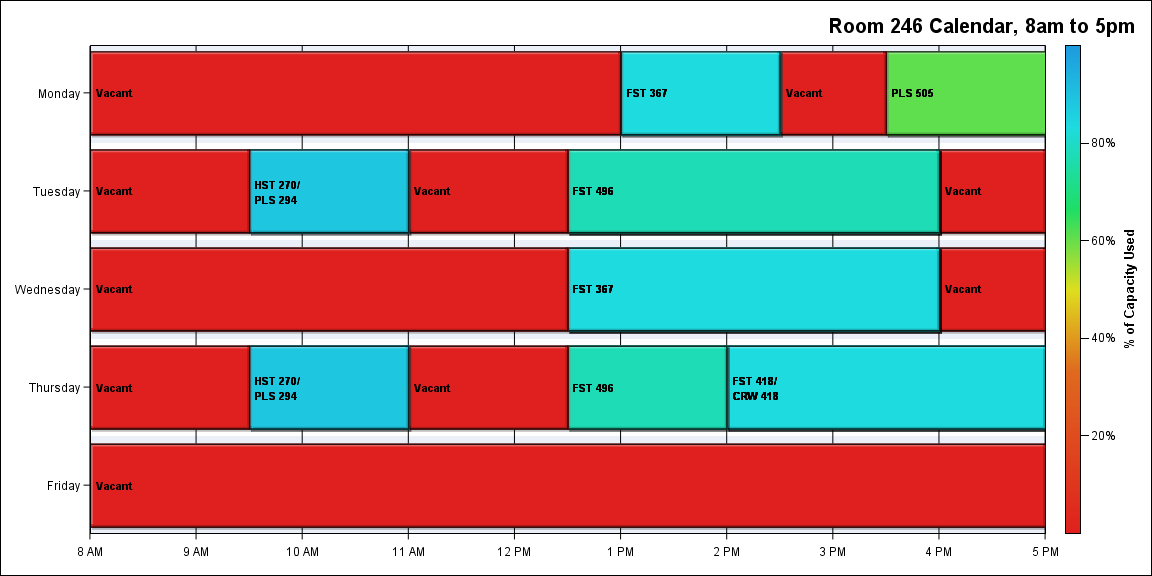 Room 246 Calendar, 8am to 5pm
Monday
Vacant
FST 367
Vacant
PLS 505
Tuesday
Vacant
HST 270/
PLS 294
Vacant
FST 496
Vacant
Wednesday
Vacant
FST 367
Vacant
Thursday
Vacant
HST 270/
PLS 294
Vacant
FST 496
FST 418/
CRW 418
Friday
Vacant
8 AM
9 AM
10 AM
11 AM
12 PM
1 PM
2 PM
3 PM
4 PM
5 PM
80%
60%
40%
20%
% of Capacity Used